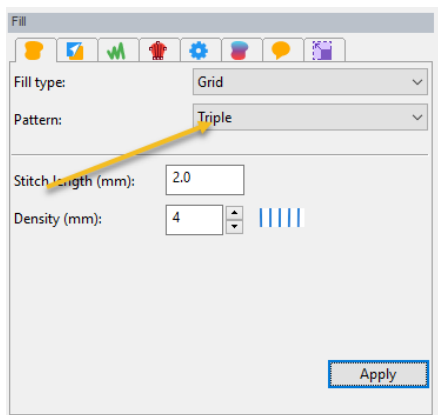 Fill
Fill type: Grid
Pattern: Triple
Stitch length (mm): 2.0
Density (mm): 4
Apply